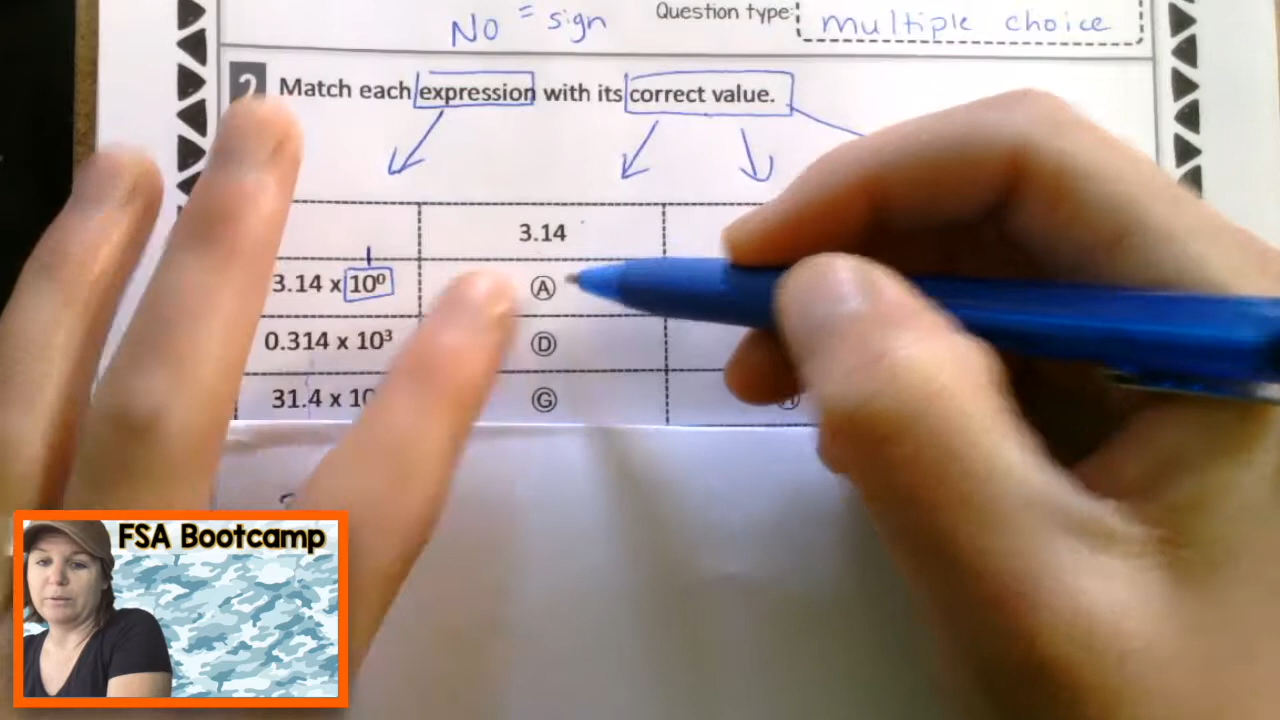 No = sign
Question type: multiple choice
2 Match each expression with its correct value.
3.14
3.14 x 10⁰ Ⓐ
0.314 x 10³ Ⓓ
31.4 x 10 Ⓖ Ⓗ
FSA Bootcamp